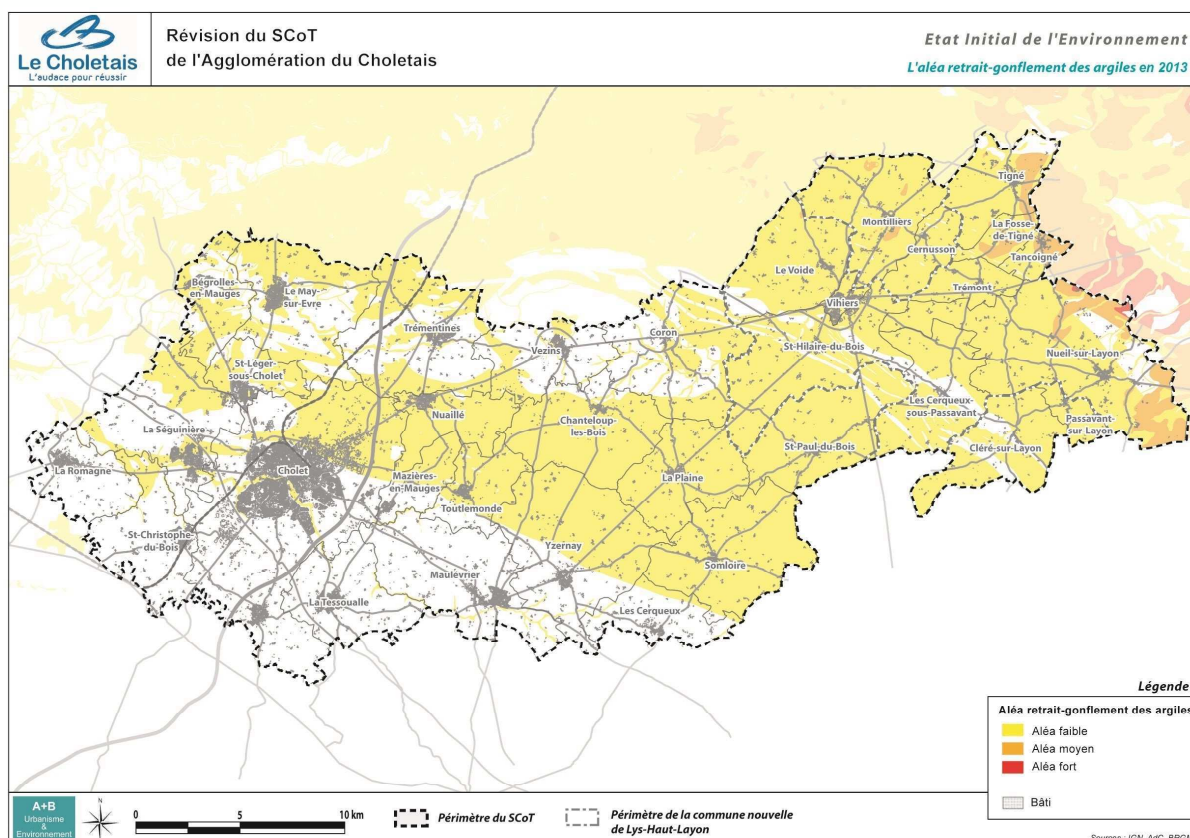 Le Choletais
L'audace pour réussir
Révision du SCoT
de l'Agglomération du Choletais
Etat Initial de l'Environnement
L'aléa retrait-gonflement des argiles en 2013
Tigné
Montilliers
La Fosse-
de-Tigné
Cernusson
Tancoigné
Le Voide
Trémont
Bégrolles-
en-Mauges
Le May-
sur-Evre
Vihiers
Trémentines
Coron
Vezins
St-Hilaire-du-Bois
Nueil-sur-Layon
St-Léger-
sous-Cholet
Les Cerqueux
sous-Passavant
Nuaillé
Chanteloup-
les-Bois
Passavant-
sur Layon
La Séguinière
St-Paul-du-Bois
Cléré-sur-Layon
La Romagne
Cholet
Mazières-
en-Mauges
La Plaine
Toutlemonde
St-Christophe-
du-Bois
Yzernay
Somloire
Maulévrier
La Tessoualle
Les Cerqueux
Légende
Aléa retrait-gonflement des argiles
Aléa faible
Aléa moyen
Aléa fort
Bâti
A+B
Urbanisme
&
Environnement
N
0 5 10 km
Périmètre du SCoT
Périmètre de la commune nouvelle
de Lys-Haut-Layon
Sources : IGN, AdC, BRGM